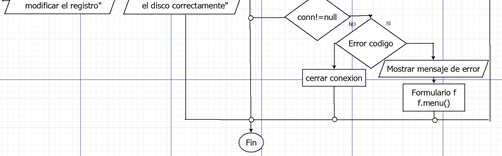 modificar el registro"
el disco correctamente"
conn!=null
NO
SI
Error codigo
Mostrar mensaje de error
cerrar conexion
Formulario f
f.menu()
Fin